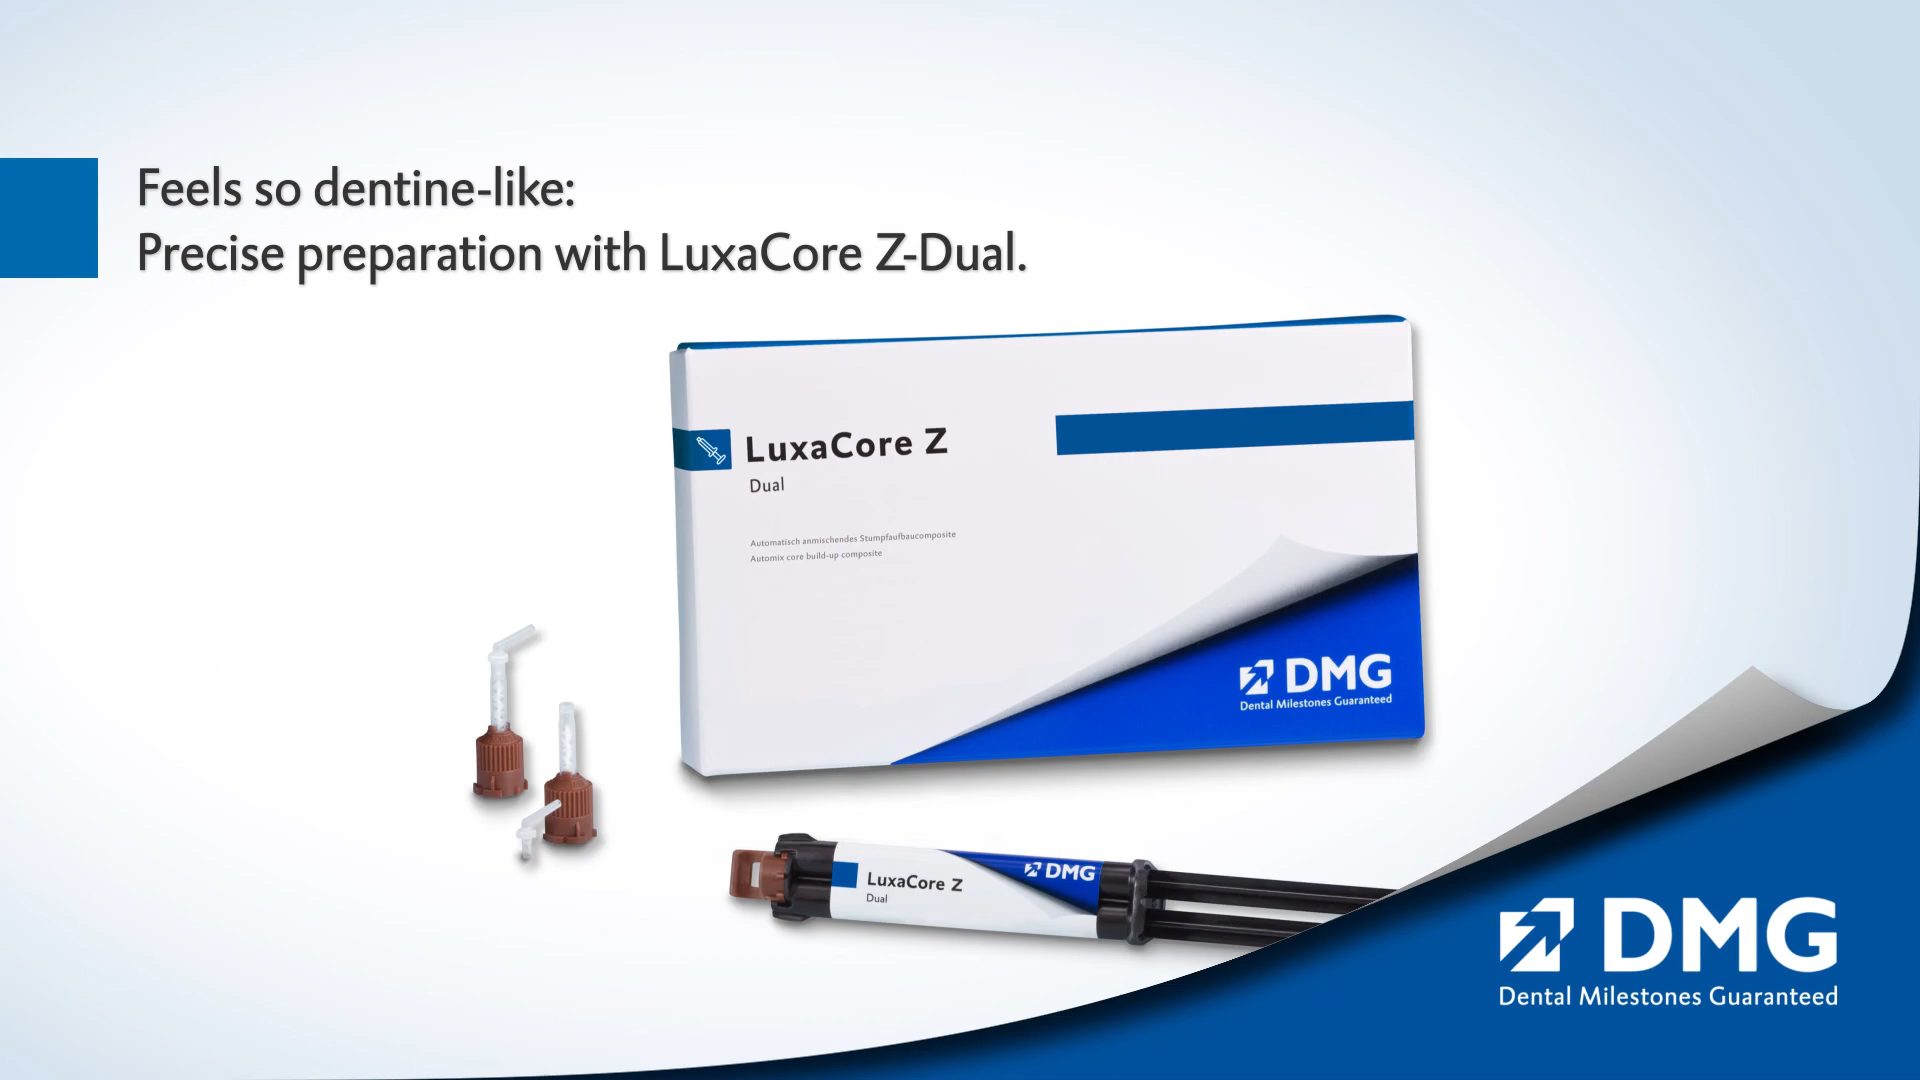 Feels so dentine-like:
Precise preparation with LuxaCore Z-Dual.
LuxaCore Z
Dual
Automatisch anmischendes Stumpfaufbaucomposite
Automix core build-up composite
DMG
Dental Milestones Guaranteed
LuxaCore Z
Dual
DMG
DMG
Dental Milestones Guaranteed